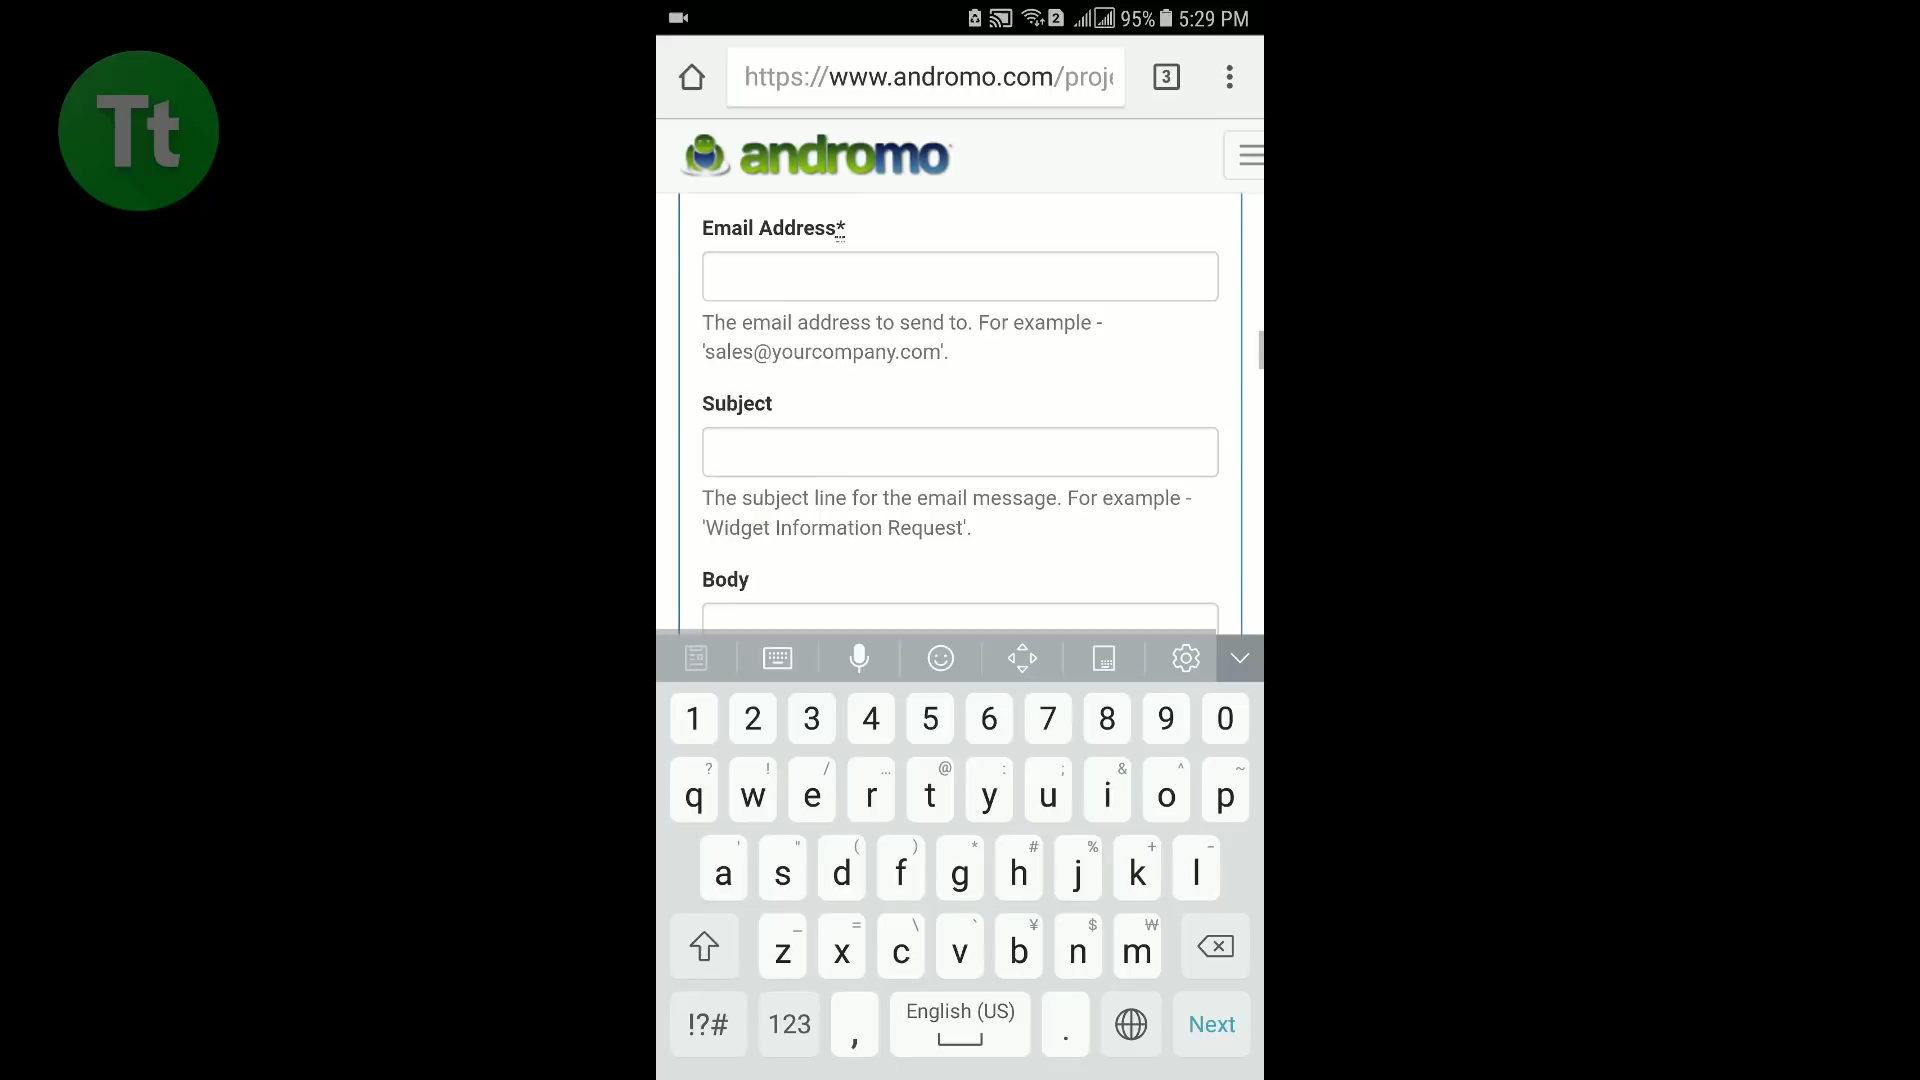 Tt
2 95% 5:29 PM
https://www.andromo.com/proje
3
andromo
Email Address*
The email address to send to. For example -
'sales@yourcompany.com'.
Subject
The subject line for the email message. For example -
'Widget Information Request'.
Body
1 2 3 4 5 6 7 8 9 0
? ! / ... @ : ; & ^ ~
q w e r t y u i o p
' " ( ) * # % + -
a s d f g h j k l
_ = \ ` ¥ $ ₩
z x c v b n m
!?# 123 , English (US) . Next